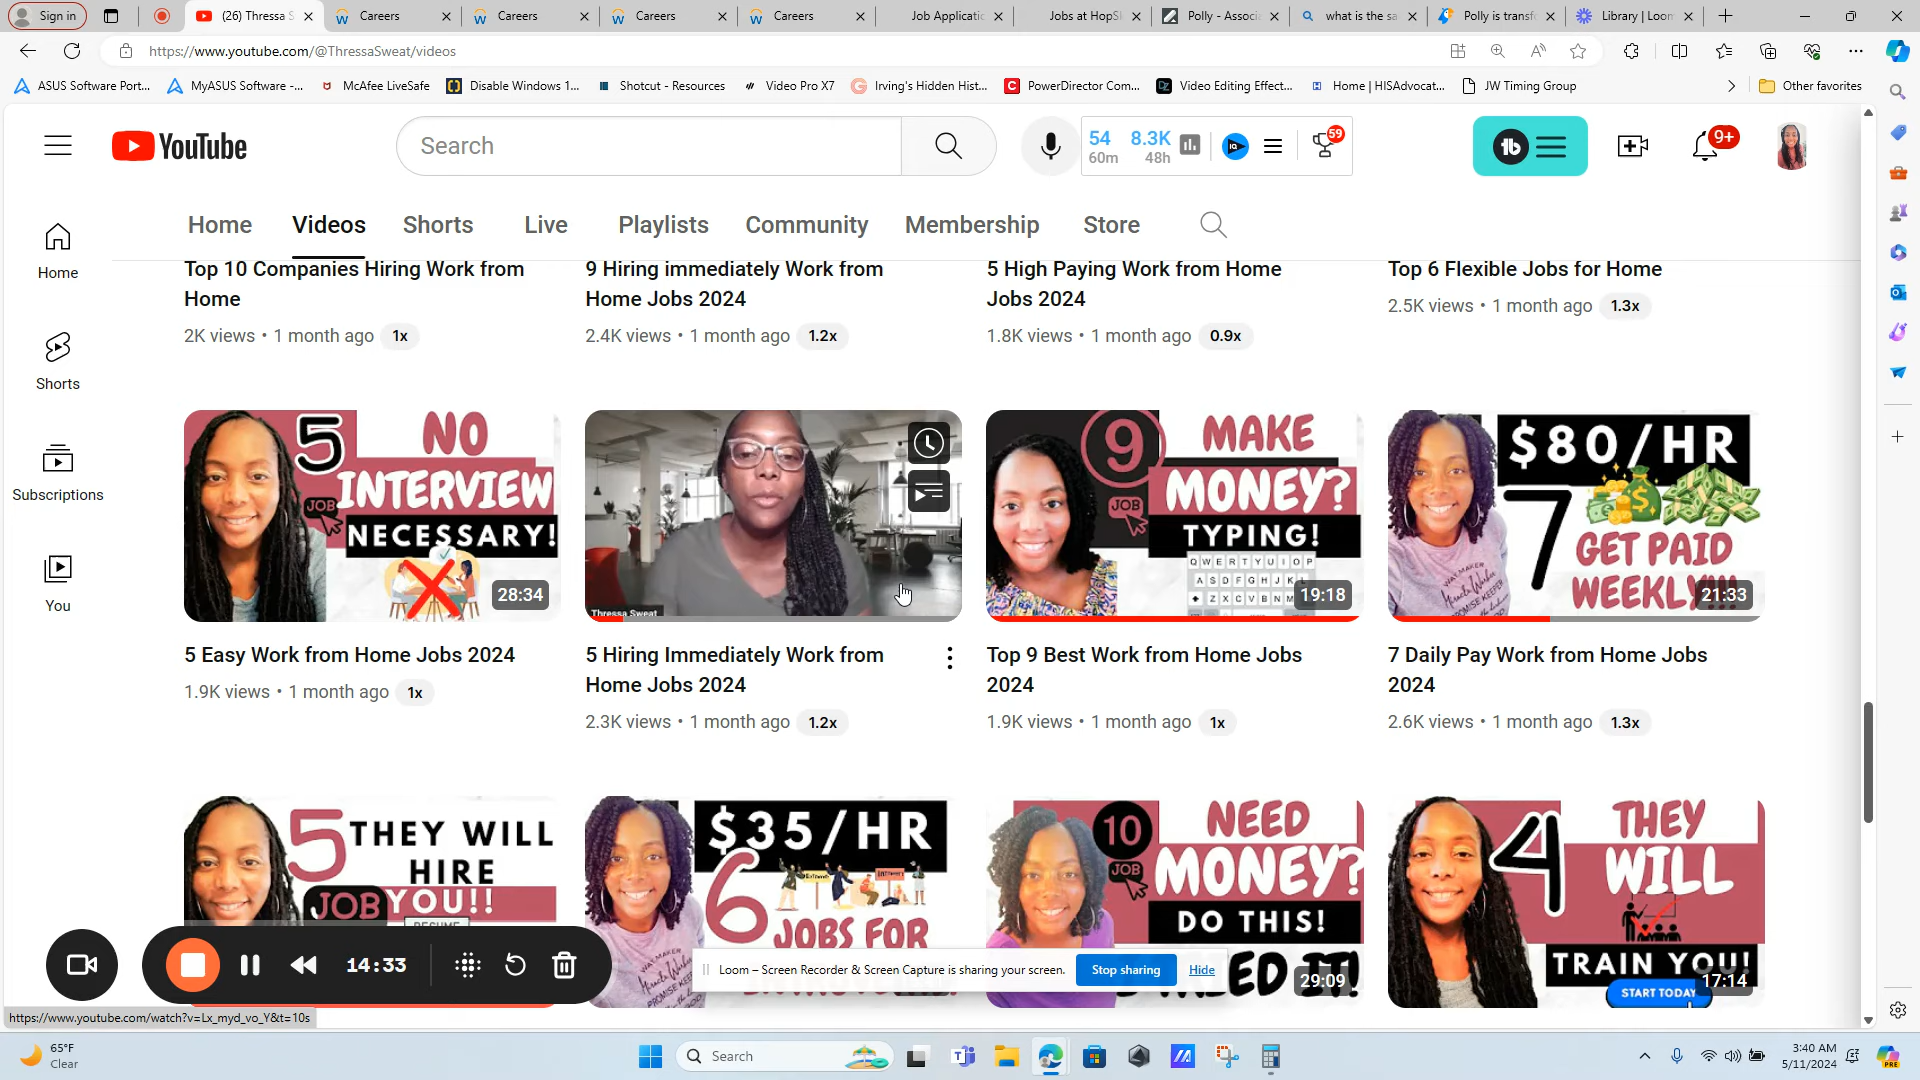 Sign in
(26) Thressa S
Careers
Careers
Careers
Careers
Job Applicatic
Jobs at HopSk
Polly - Associa
what is the sa
Polly is transf
Library | Loom
https://www.youtube.com/@ThressaSweat/videos
ASUS Software Port...
MyASUS Software -...
McAfee LiveSafe
Disable Windows 1...
Shotcut - Resources
Video Pro X7
Irving's Hidden Hist...
PowerDirector Com...
Video Editing Effect...
Home | HISAdvocat...
JW Timing Group
Other favorites
YouTube
Search
54
60m
8.3K
48h
IQ
59
tb
9+
Home
Videos
Shorts
Live
Playlists
Community
Membership
Store
Home
Shorts
Subscriptions
You
Top 10 Companies Hiring Work from
Home
2K views • 1 month ago 1x
9 Hiring immediately Work from
Home Jobs 2024
2.4K views • 1 month ago 1.2x
5 High Paying Work from Home
Jobs 2024
1.8K views • 1 month ago 0.9x
Top 6 Flexible Jobs for Home
2.5K views • 1 month ago 1.3x
5
NO
JOB
INTERVIEW
NECESSARY!
28:34
Thressa Sweat
9
JOB
MAKE
MONEY?
TYPING!
QWERTYUIOP
ASDFGHJKL
ZXCVBNM
19:18
$80/HR
7
GET PAID
WEEKLY!!!
21:33
5 Easy Work from Home Jobs 2024
1.9K views • 1 month ago 1x
5 Hiring Immediately Work from
Home Jobs 2024
2.3K views • 1 month ago 1.2x
Top 9 Best Work from Home Jobs
2024
1.9K views • 1 month ago 1x
7 Daily Pay Work from Home Jobs
2024
2.6K views • 1 month ago 1.3x
5
THEY WILL
HIRE
JOB
YOU!!
RESUME
$35/HR
6
JOBS FOR
10
JOB
NEED
MONEY?
DO THIS!
29:09
4
THEY
WILL
TRAIN YOU!
START TODAY
17:14
14:33
Loom – Screen Recorder & Screen Capture is sharing your screen.
Stop sharing
Hide
https://www.youtube.com/watch?v=Lx_myd_vo_Y&t=10s
65°F
Clear
Search
3:40 AM
5/11/2024
PRE